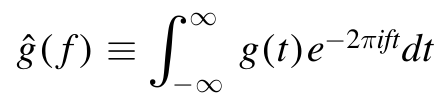 ĝ(f) ≡ ∫_{-∞}^{∞} g(t)e^{-2πift}dt